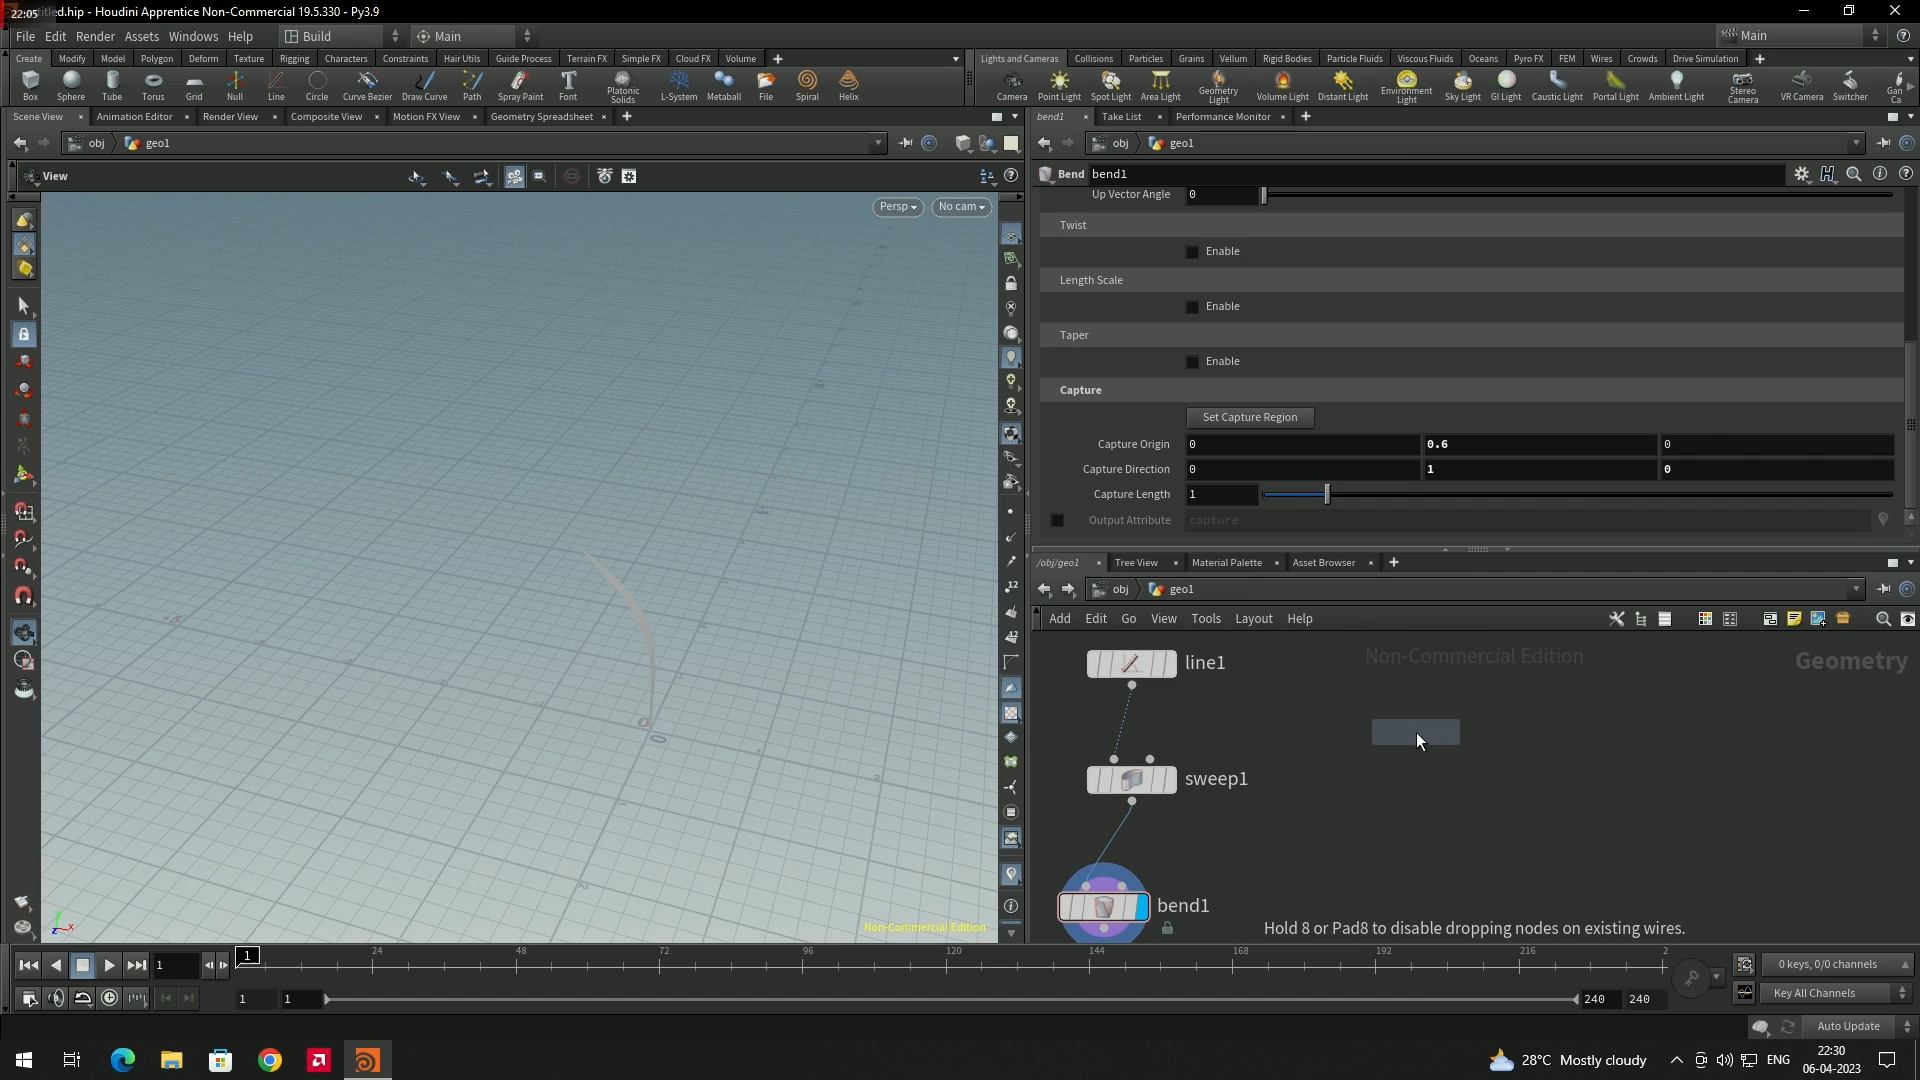 22:05
titled.hip - Houdini Apprentice Non-Commercial 19.5.330 - Py3.9
File Edit Render Assets Windows Help Build Main Main
Create Modify Model Polygon Deform Texture Rigging Characters Constraints Hair Utils Guide Process Terrain FX Simple FX Cloud FX Volume
Lights and Cameras Collisions Particles Grains Vellum Rigid Bodies Particle Fluids Viscous Fluids Oceans Pyro FX FEM Wires Crowds Drive Simulation
Box Sphere Tube Torus Grid Null Line Circle Curve Bezier Draw Curve Path Spray Paint Font Platonic Solids L-System Metaball File Spiral Helix
Camera Point Light Spot Light Area Light Geometry Light Volume Light Distant Light Environment Light Sky Light GI Light Caustic Light Portal Light Ambient Light Stereo Camera VR Camera Switcher Gan Ca
Scene View Animation Editor Render View Composite View Motion FX View Geometry Spreadsheet
bend1 Take List Performance Monitor
obj geo1
obj geo1
View
Bend bend1
Persp No cam
Up Vector Angle 0
Twist
Enable
Length Scale
Enable
Taper
Enable
Capture
Set Capture Region
Capture Origin 0 0.6 0
Capture Direction 0 1 0
Capture Length 1
Output Attribute capture
/obj/geo1 Tree View Material Palette Asset Browser
obj geo1
Add Edit Go View Tools Layout Help
Non-Commercial Edition
Geometry
line1
sweep1
bend1
Hold 8 or Pad8 to disable dropping nodes on existing wires.
Non-Commercial Edition
1 1 24 48 72 96 120 144 168 192 216 2
0 keys, 0/0 channels
1 1 240 240
Key All Channels
Auto Update
28°C Mostly cloudy ENG
22:30
06-04-2023